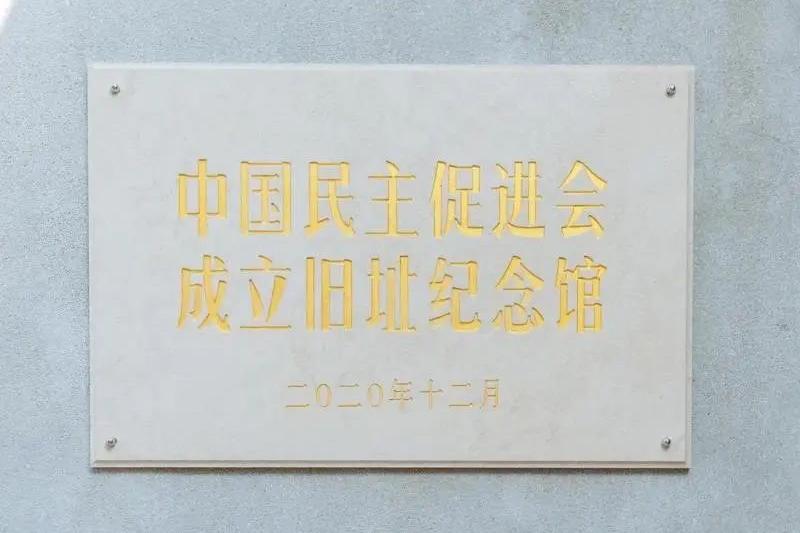 中国民主促进会
成立旧址纪念馆
二〇二〇年十二月